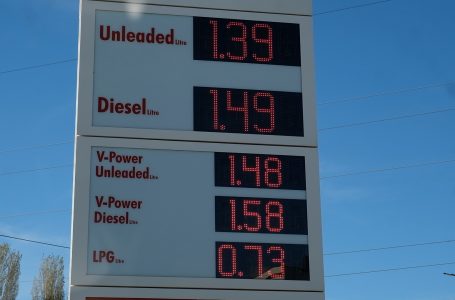 Unleaded Litre 1.39
Diesel Litre 1.49
V-Power
Unleaded Litre 1.48
V-Power
Diesel Litre 1.58
LPG Litre 0.73